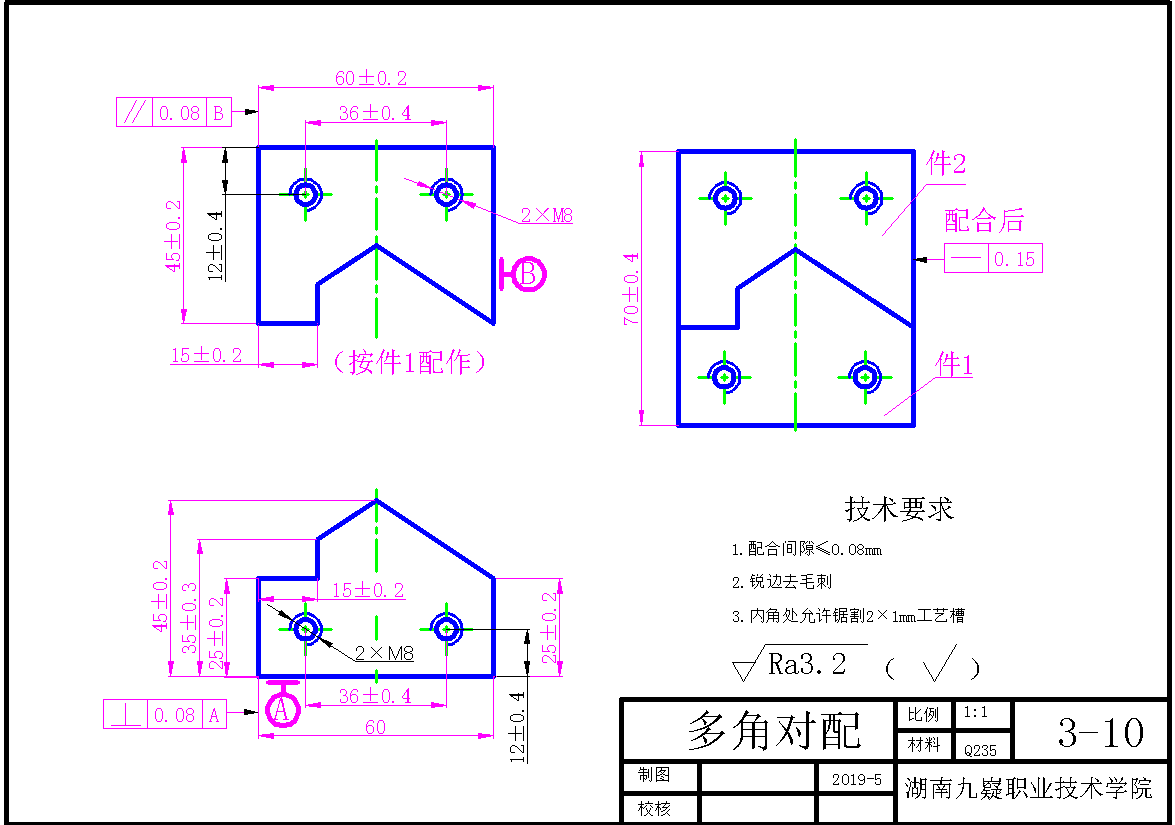 60±0.2
// 0.08 B
36±0.4
45±0.2
12±0.4
2×M8
B
15±0.2
(按件1配作)
件2
配合后
— 0.15
70±0.4
件1
45±0.2
35±0.3
25±0.2
15±0.2
2×M8
25±0.2
⊥ 0.08 A
A
36±0.4
60
12±0.4
技术要求
1.配合间隙≤0.08mm
2.锐边去毛刺
3.内角处允许锯割2×1mm工艺槽
√Ra3.2 (√)
多角对配
比例 1:1
材料 Q235
3-10
制图 2019-5
校核
湖南九嶷职业技术学院